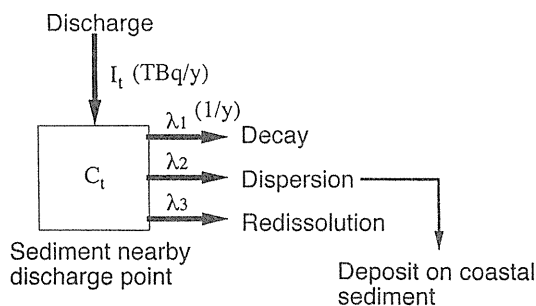 Discharge
I_t (TBq/y)
λ1 (1/y)
Decay
λ2
Dispersion
C_t
λ3
Redissolution
Sediment nearby
discharge point
Deposit on coastal
sediment